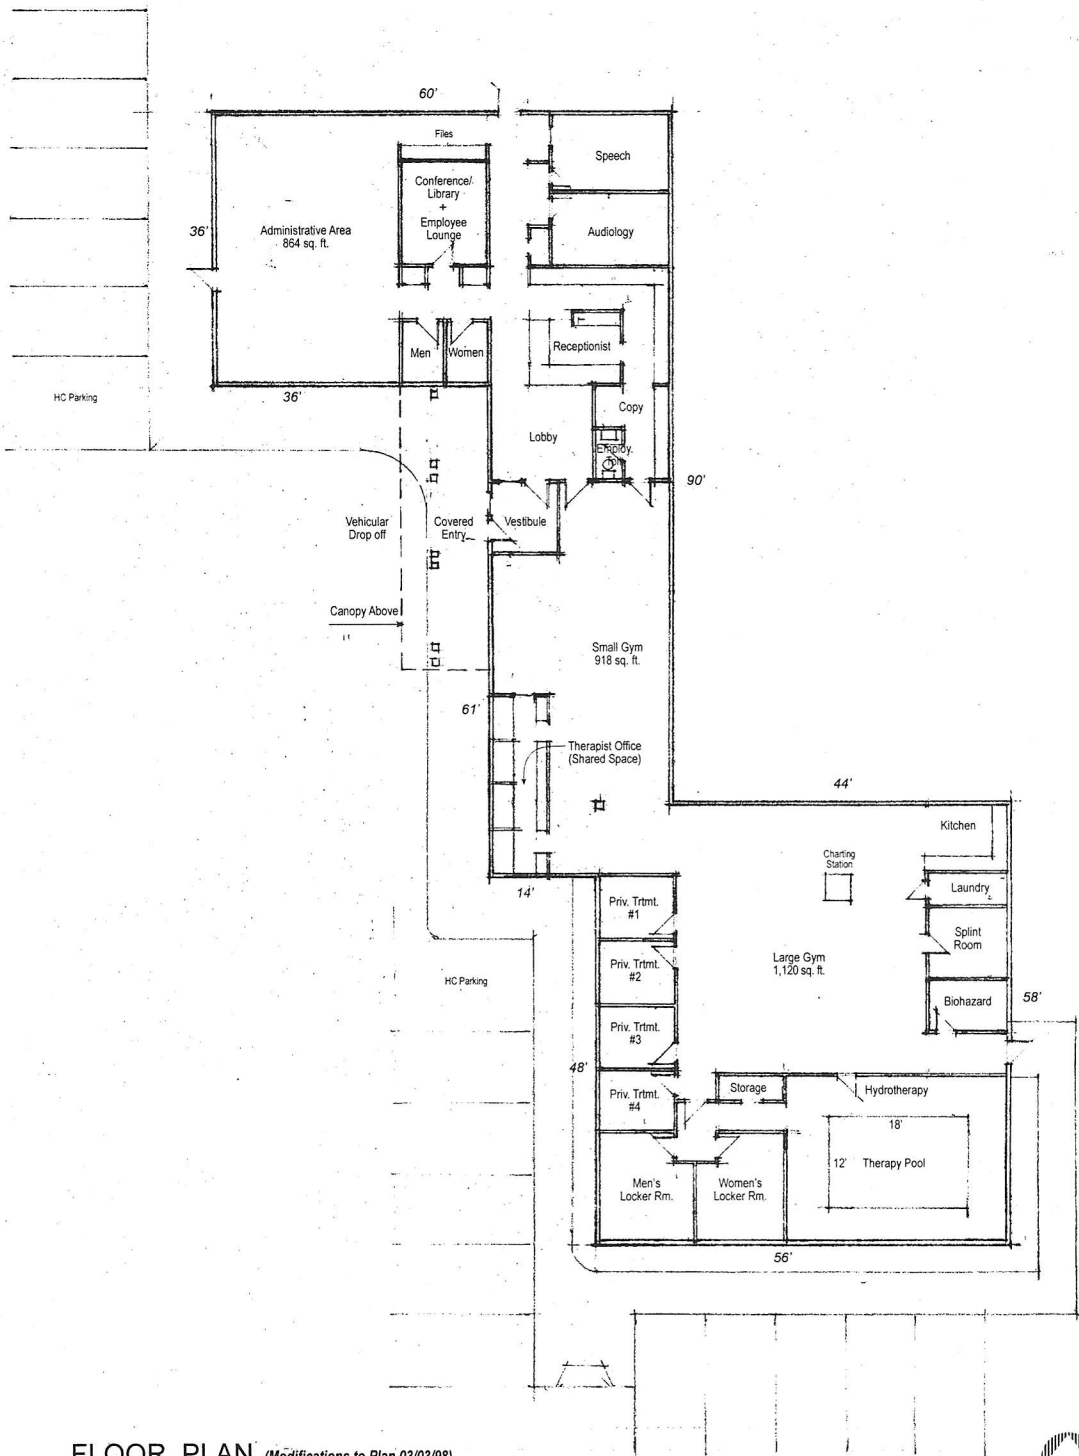 60'
Files
Speech
Conference/
Library
+
Employee
Lounge
36'
Administrative Area
864 sq. ft.
Audiology
Receptionist
Men
Women
36'
HC Parking
Copy
Lobby
Employ.
90'
Vehicular
Drop off
Covered
Entry
Vestibule
Canopy Above
Small Gym
918 sq. ft.
61'
Therapist Office
(Shared Space)
44'
Kitchen
Charting
Station
Laundry
14'
Priv. Trtmt.
#1
Splint
Room
Large Gym
1,120 sq. ft.
Priv. Trtmt.
#2
HC Parking
Biohazard
58'
Priv. Trtmt.
#3
48'
Storage
Hydrotherapy
Priv. Trtmt.
#4
18'
12'
Therapy Pool
Men's
Locker Rm.
Women's
Locker Rm.
56'
FLOOR PLAN (Modifications to Plan 03/03/98)